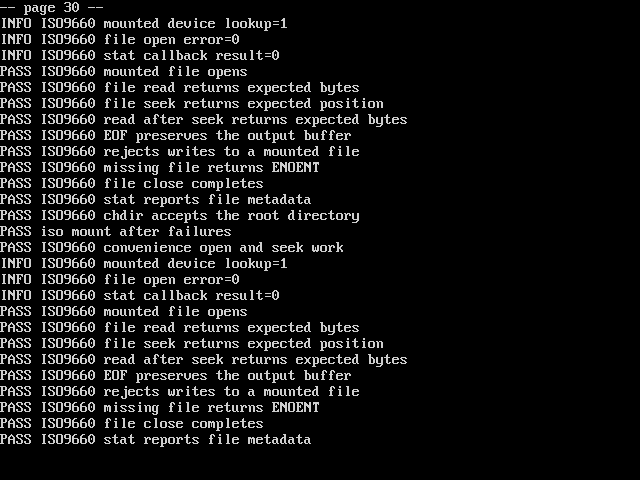 -- page 30 --
INFO ISO9660 mounted device lookup=1
INFO ISO9660 file open error=0
INFO ISO9660 stat callback result=0
PASS ISO9660 mounted file opens
PASS ISO9660 file read returns expected bytes
PASS ISO9660 file seek returns expected position
PASS ISO9660 read after seek returns expected bytes
PASS ISO9660 EOF preserves the output buffer
PASS ISO9660 rejects writes to a mounted file
PASS ISO9660 missing file returns ENOENT
PASS ISO9660 file close completes
PASS ISO9660 stat reports file metadata
PASS ISO9660 chdir accepts the root directory
PASS iso mount after failures
PASS ISO9660 convenience open and seek work
INFO ISO9660 mounted device lookup=1
INFO ISO9660 file open error=0
INFO ISO9660 stat callback result=0
PASS ISO9660 mounted file opens
PASS ISO9660 file read returns expected bytes
PASS ISO9660 file seek returns expected position
PASS ISO9660 read after seek returns expected bytes
PASS ISO9660 EOF preserves the output buffer
PASS ISO9660 rejects writes to a mounted file
PASS ISO9660 missing file returns ENOENT
PASS ISO9660 file close completes
PASS ISO9660 stat reports file metadata